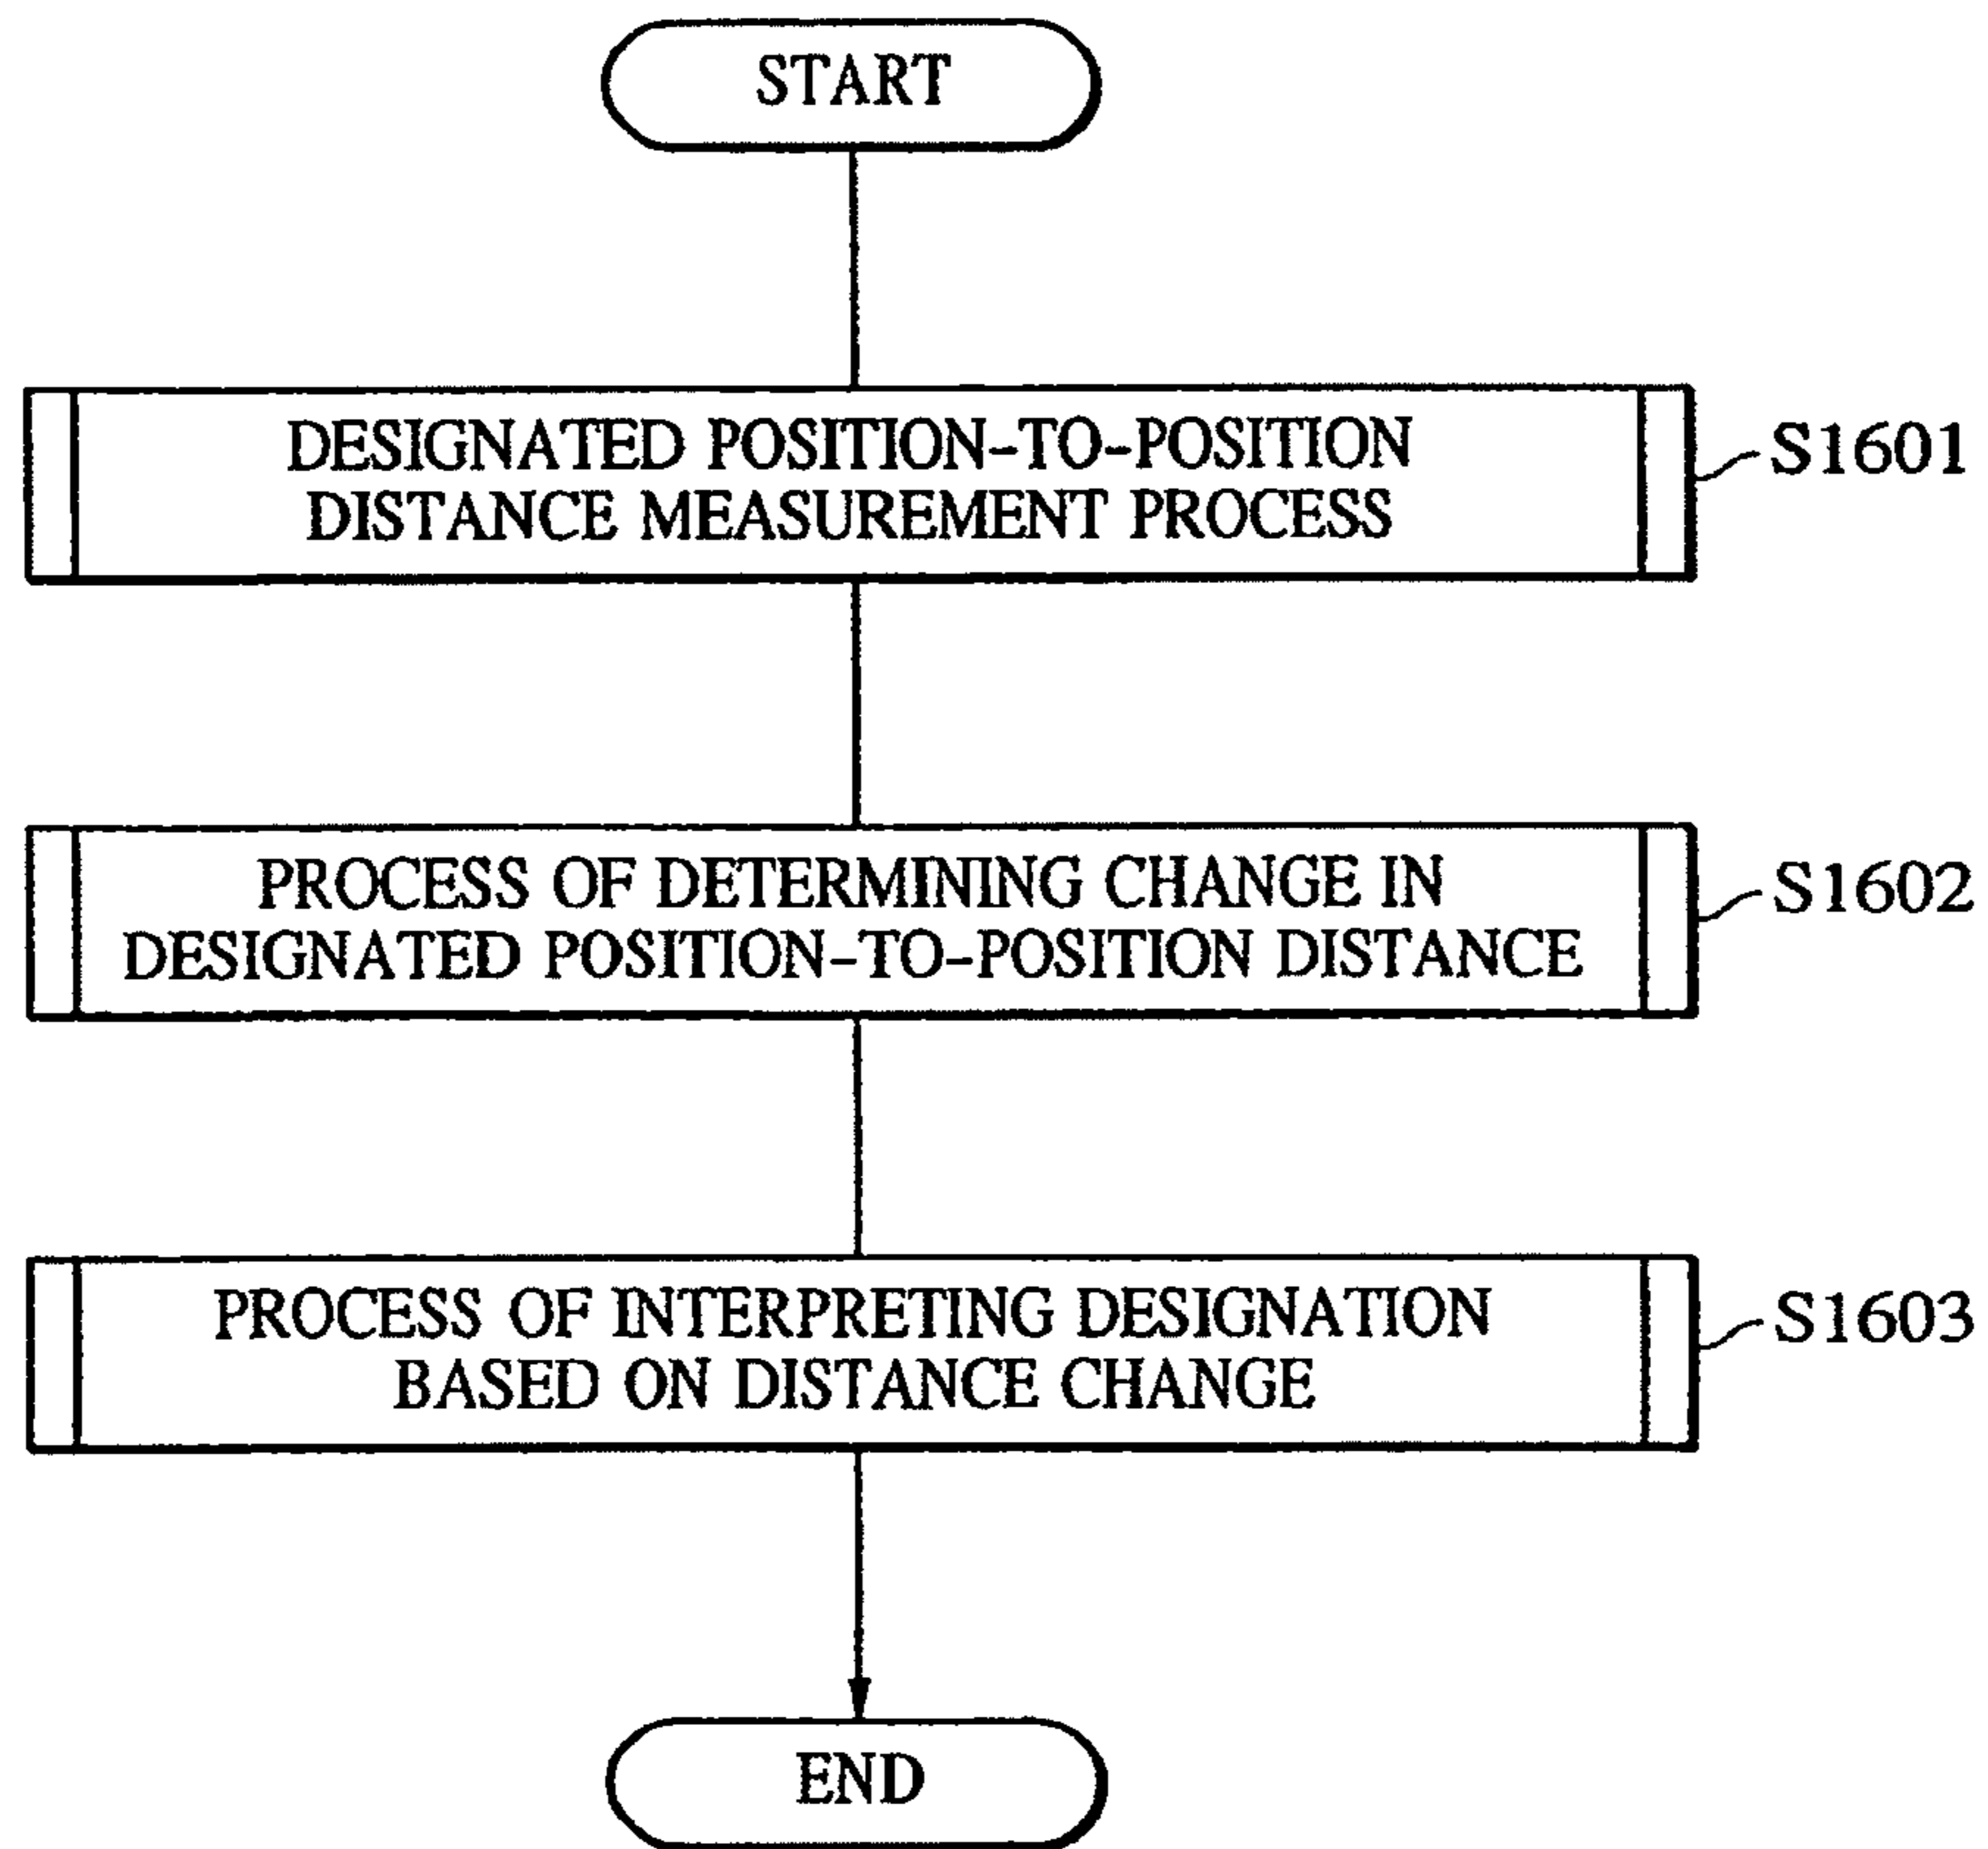 START
DESIGNATED POSITION-TO-POSITION
DISTANCE MEASUREMENT PROCESS
S1601
PROCESS OF DETERMINING CHANGE IN
DESIGNATED POSITION-TO-POSITION DISTANCE
S1602
PROCESS OF INTERPRETING DESIGNATION
BASED ON DISTANCE CHANGE
S1603
END